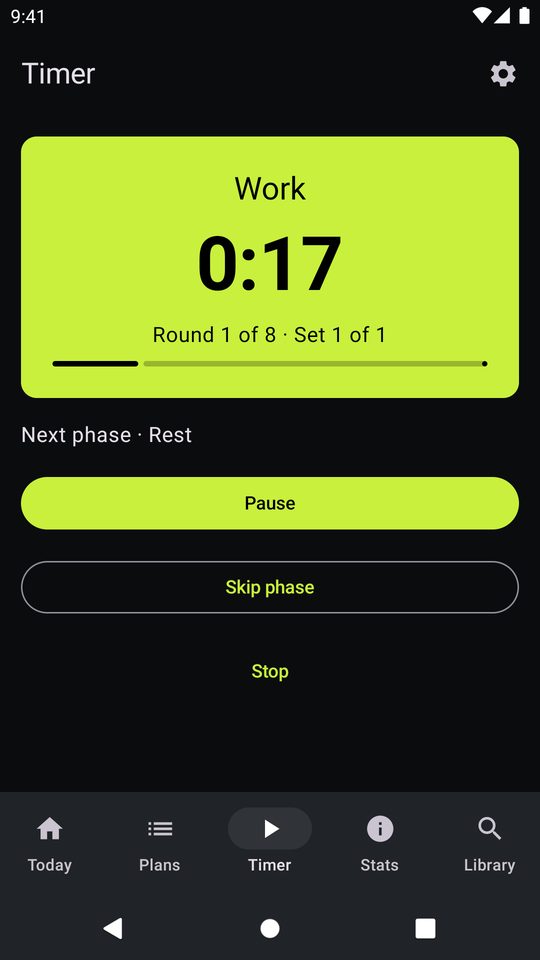 9:41
Timer
Work
0:17
Round 1 of 8 · Set 1 of 1
Next phase · Rest
Pause
Skip phase
Stop
Today Plans Timer Stats Library